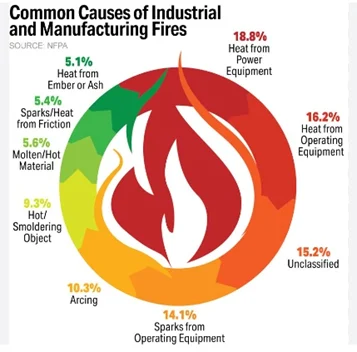 Common Causes of Industrial
and Manufacturing Fires
SOURCE: NFPA
18.8%
Heat from
Power
Equipment
16.2%
Heat from
Operating
Equipment
15.2%
Unclassified
14.1%
Sparks from
Operating Equipment
10.3%
Arcing
9.3%
Hot/
Smoldering
Object
5.6%
Molten/Hot
Material
5.4%
Sparks/Heat
from Friction
5.1%
Heat from
Ember or Ash